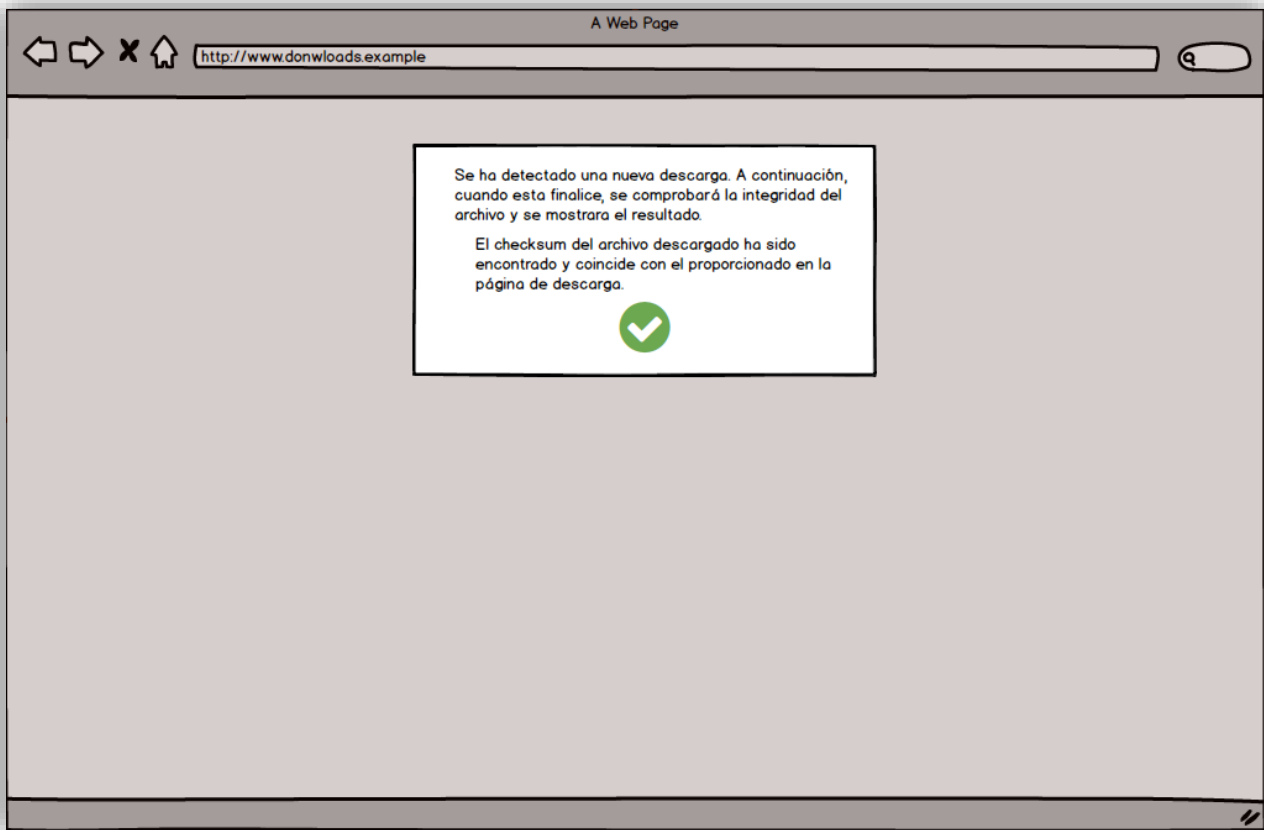 A Web Page
http://www.donwloads.example
Se ha detectado una nueva descarga. A continuación,
cuando esta finalice, se comprobará la integridad del
archivo y se mostrara el resultado.
El checksum del archivo descargado ha sido
encontrado y coincide con el proporcionado en la
página de descarga.